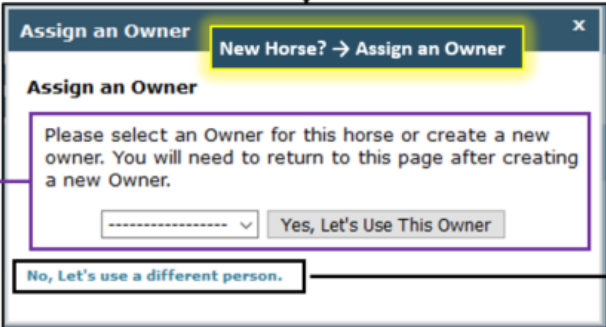 Assign an Owner
x
New Horse? → Assign an Owner
Assign an Owner
Please select an Owner for this horse or create a new
owner. You will need to return to this page after creating
a new Owner.
----------------- Yes, Let's Use This Owner
No, Let's use a different person.